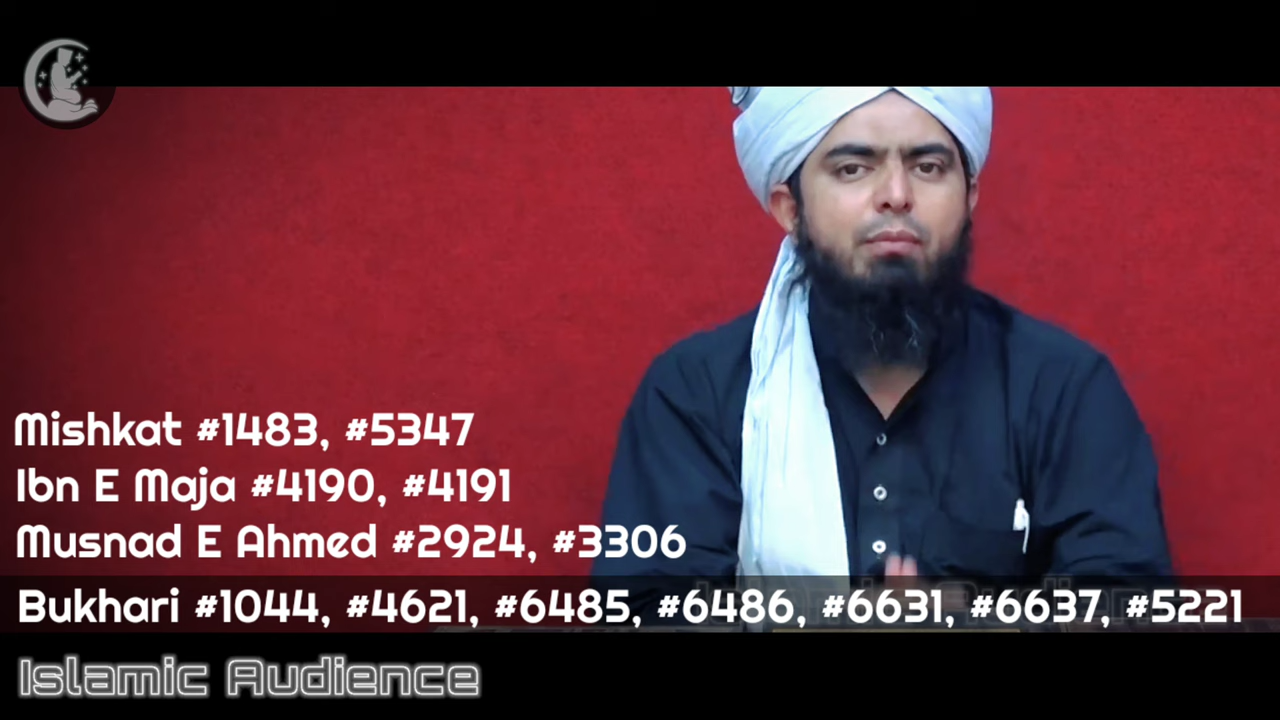 Mishkat #1483, #5347
Ibn E Maja #4190, #4191
Musnad E Ahmed #2924, #3306
Bukhari #1044, #4621, #6485, #6486, #6631, #6637, #5221
Islamic Audience